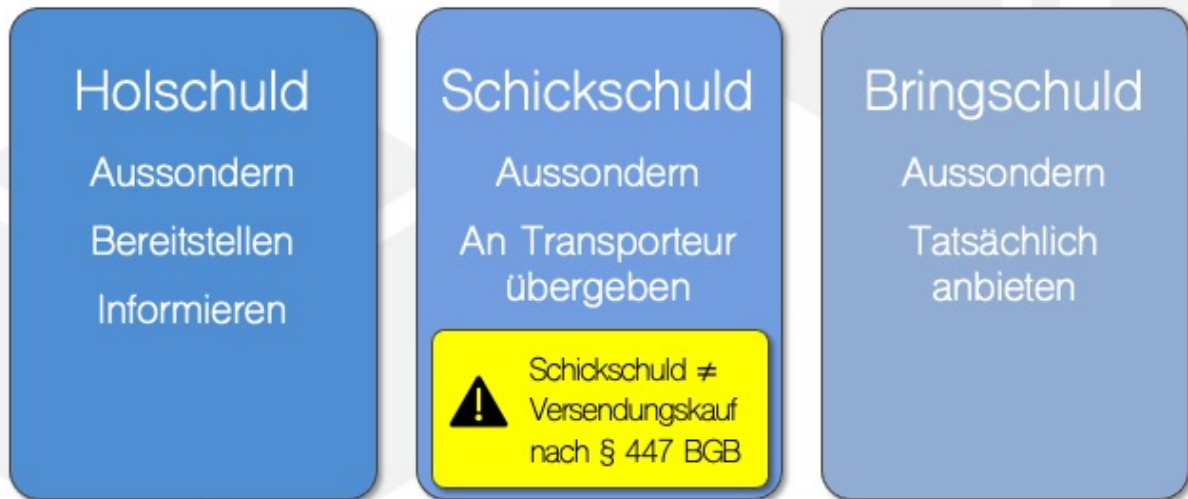 Holschuld
Aussondern
Bereitstellen
Informieren
Schickschuld
Aussondern
An Transporteur
übergeben
Schickschuld ≠
Versendungskauf
nach § 447 BGB
Bringschuld
Aussondern
Tatsächlich
anbieten